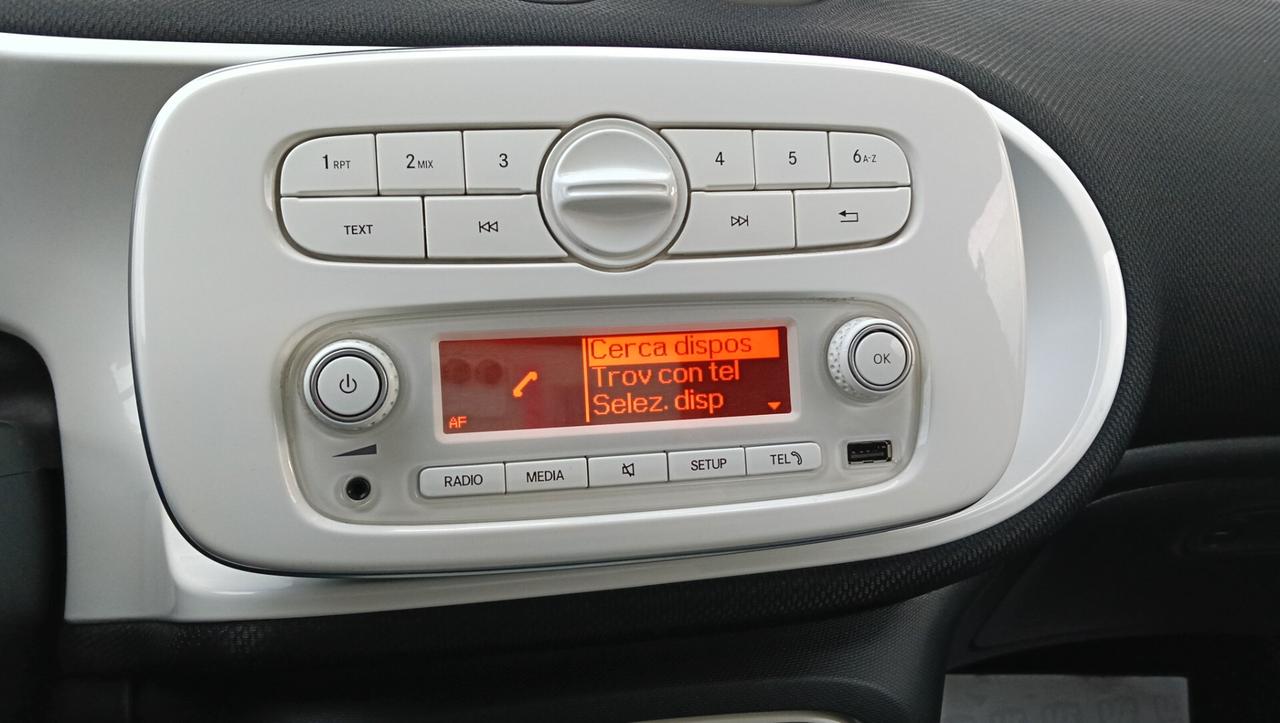 1 RPT
2 MIX
3
4
5
6 A-Z
TEXT
Cerca dispos
Trov con tel
Selez. disp
AF
OK
RADIO
MEDIA
SETUP
TEL